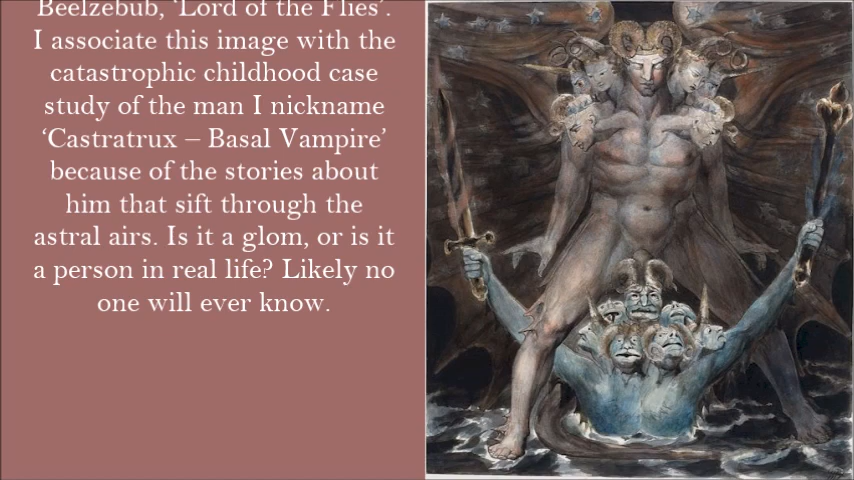 Beelzebub, ‘Lord of the Flies’.
I associate this image with the
catastrophic childhood case
study of the man I nickname
‘Castratrux – Basal Vampire’
because of the stories about
him that sift through the
astral airs. Is it a glom, or is it
a person in real life? Likely no
one will ever know.